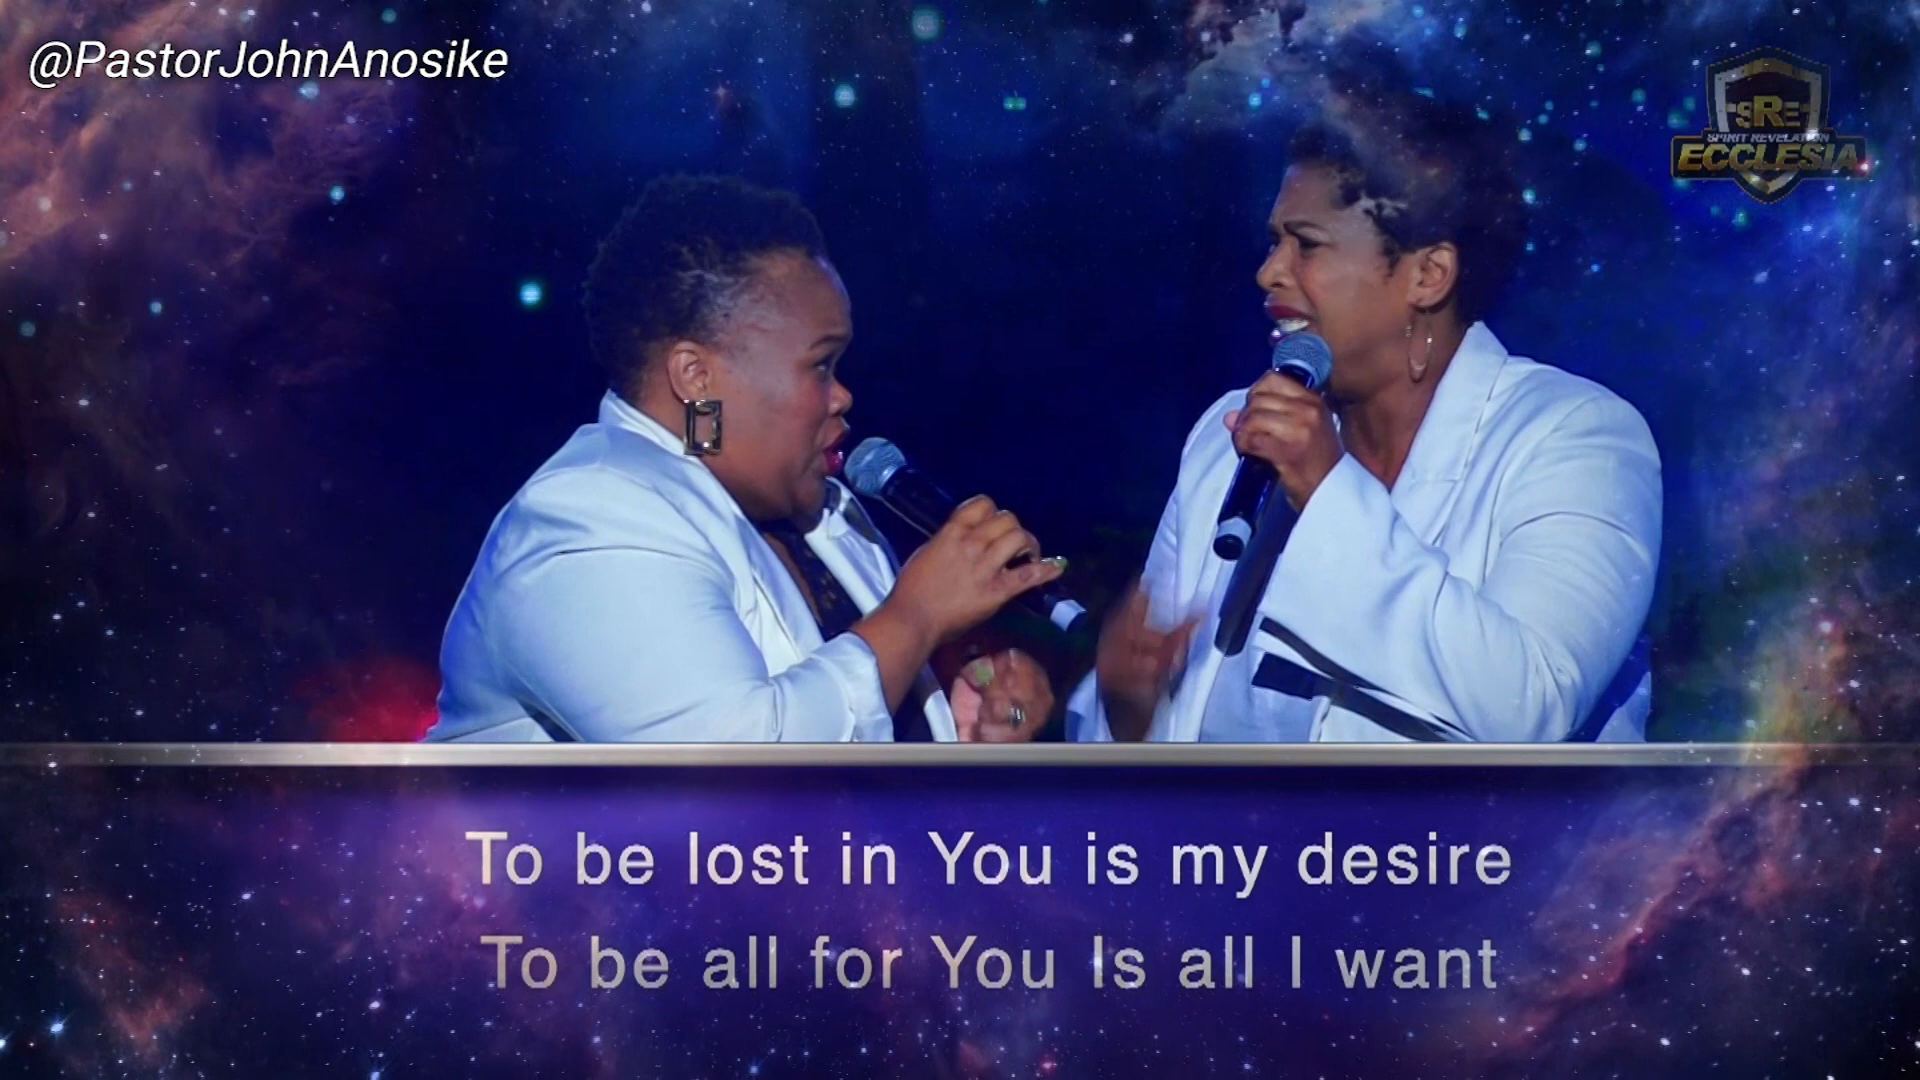 @PastorJohnAnosike
SRE
SPIRIT REVELATION
ECCLESIA
To be lost in You is my desire
To be all for You Is all I want